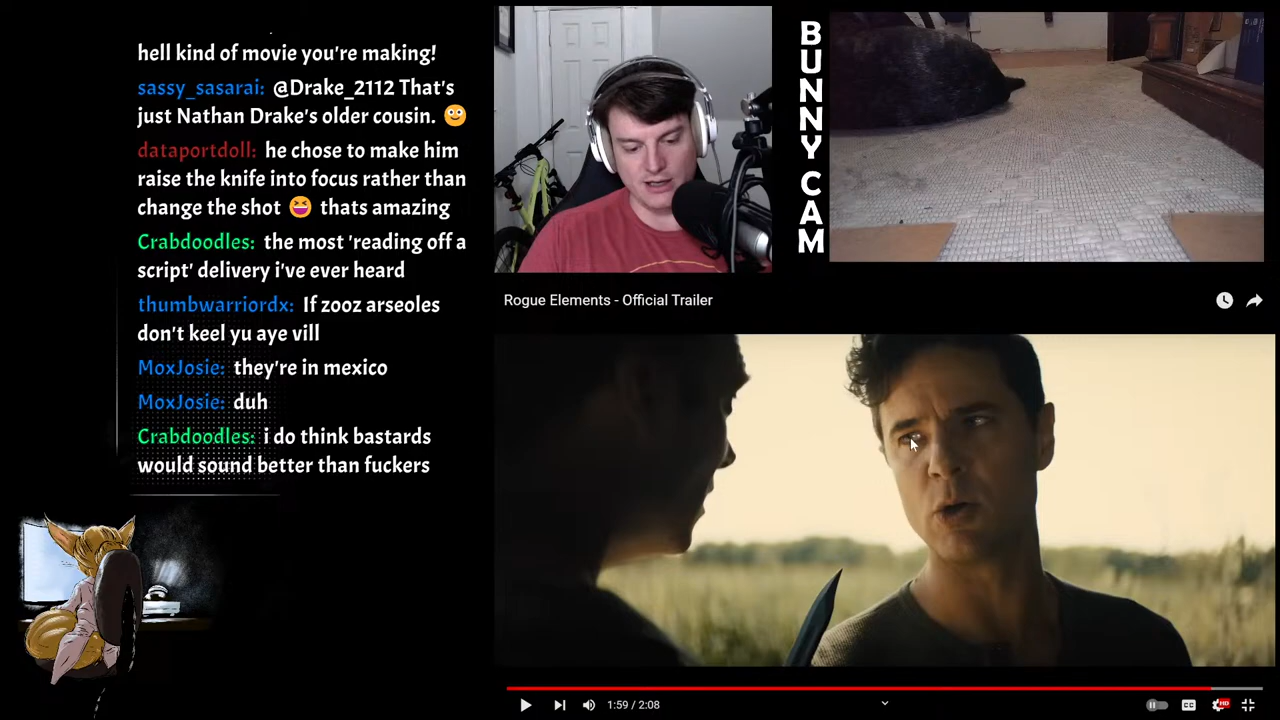 hell kind of movie you're making!
sassy_sasarai: @Drake_2112 That's
just Nathan Drake's older cousin.
dataportdoll: he chose to make him
raise the knife into focus rather than
change the shot 😆 thats amazing
Crabdoodles: the most 'reading off a
script' delivery i've ever heard
thumbwarriordx: If zooz arseoles
don't keel yu aye vill
MoxJosie: they're in mexico
MoxJosie: duh
Crabdoodles: i do think bastards
would sound better than fuckers
BUNNY CAM
Rogue Elements - Official Trailer
1:59 / 2:08
CC
HD